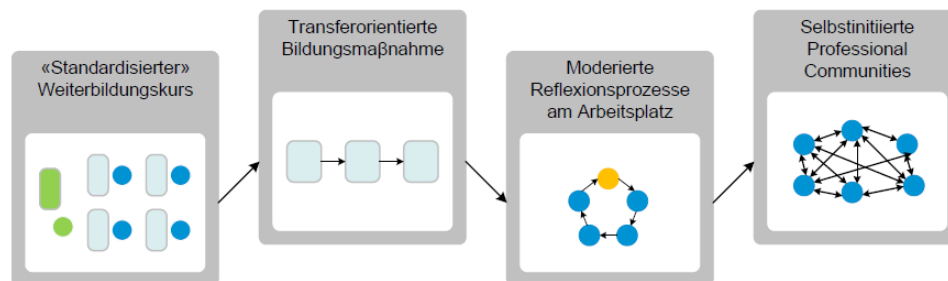 «Standardisierter»
Weiterbildungskurs
Transferorientierte
Bildungsmaßnahme
Moderierte
Reflexionsprozesse
am Arbeitsplatz
Selbstinitiierte
Professional
Communities